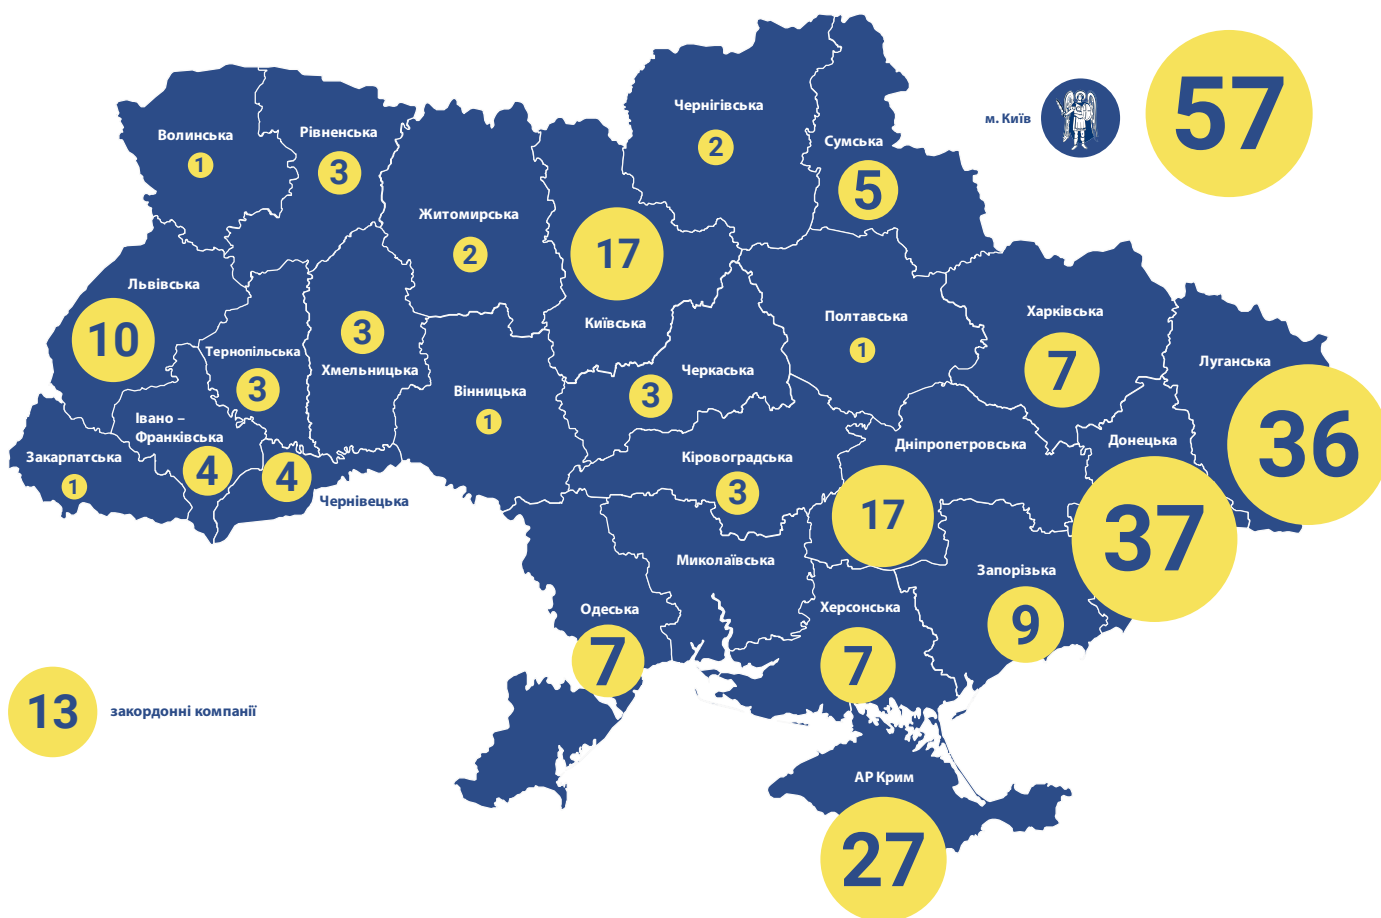 57
м. Київ
Чернігівська
2
Сумська
5
Волинська
1
Рівненська
3
Житомирська
2
17
Київська
Львівська
10
Тернопільська
3
3
Хмельницька
Вінницька
1
Черкаська
3
Полтавська
1
Харківська
7
Луганська
36
Івано –
Франківська
4
Закарпатська
1
4
Чернівецька
Кіровоградська
3
Дніпропетровська
17
Донецька
37
Миколаївська
Запорізька
9
Одеська
7
Херсонська
7
13
закордонні компанії
АР Крим
27